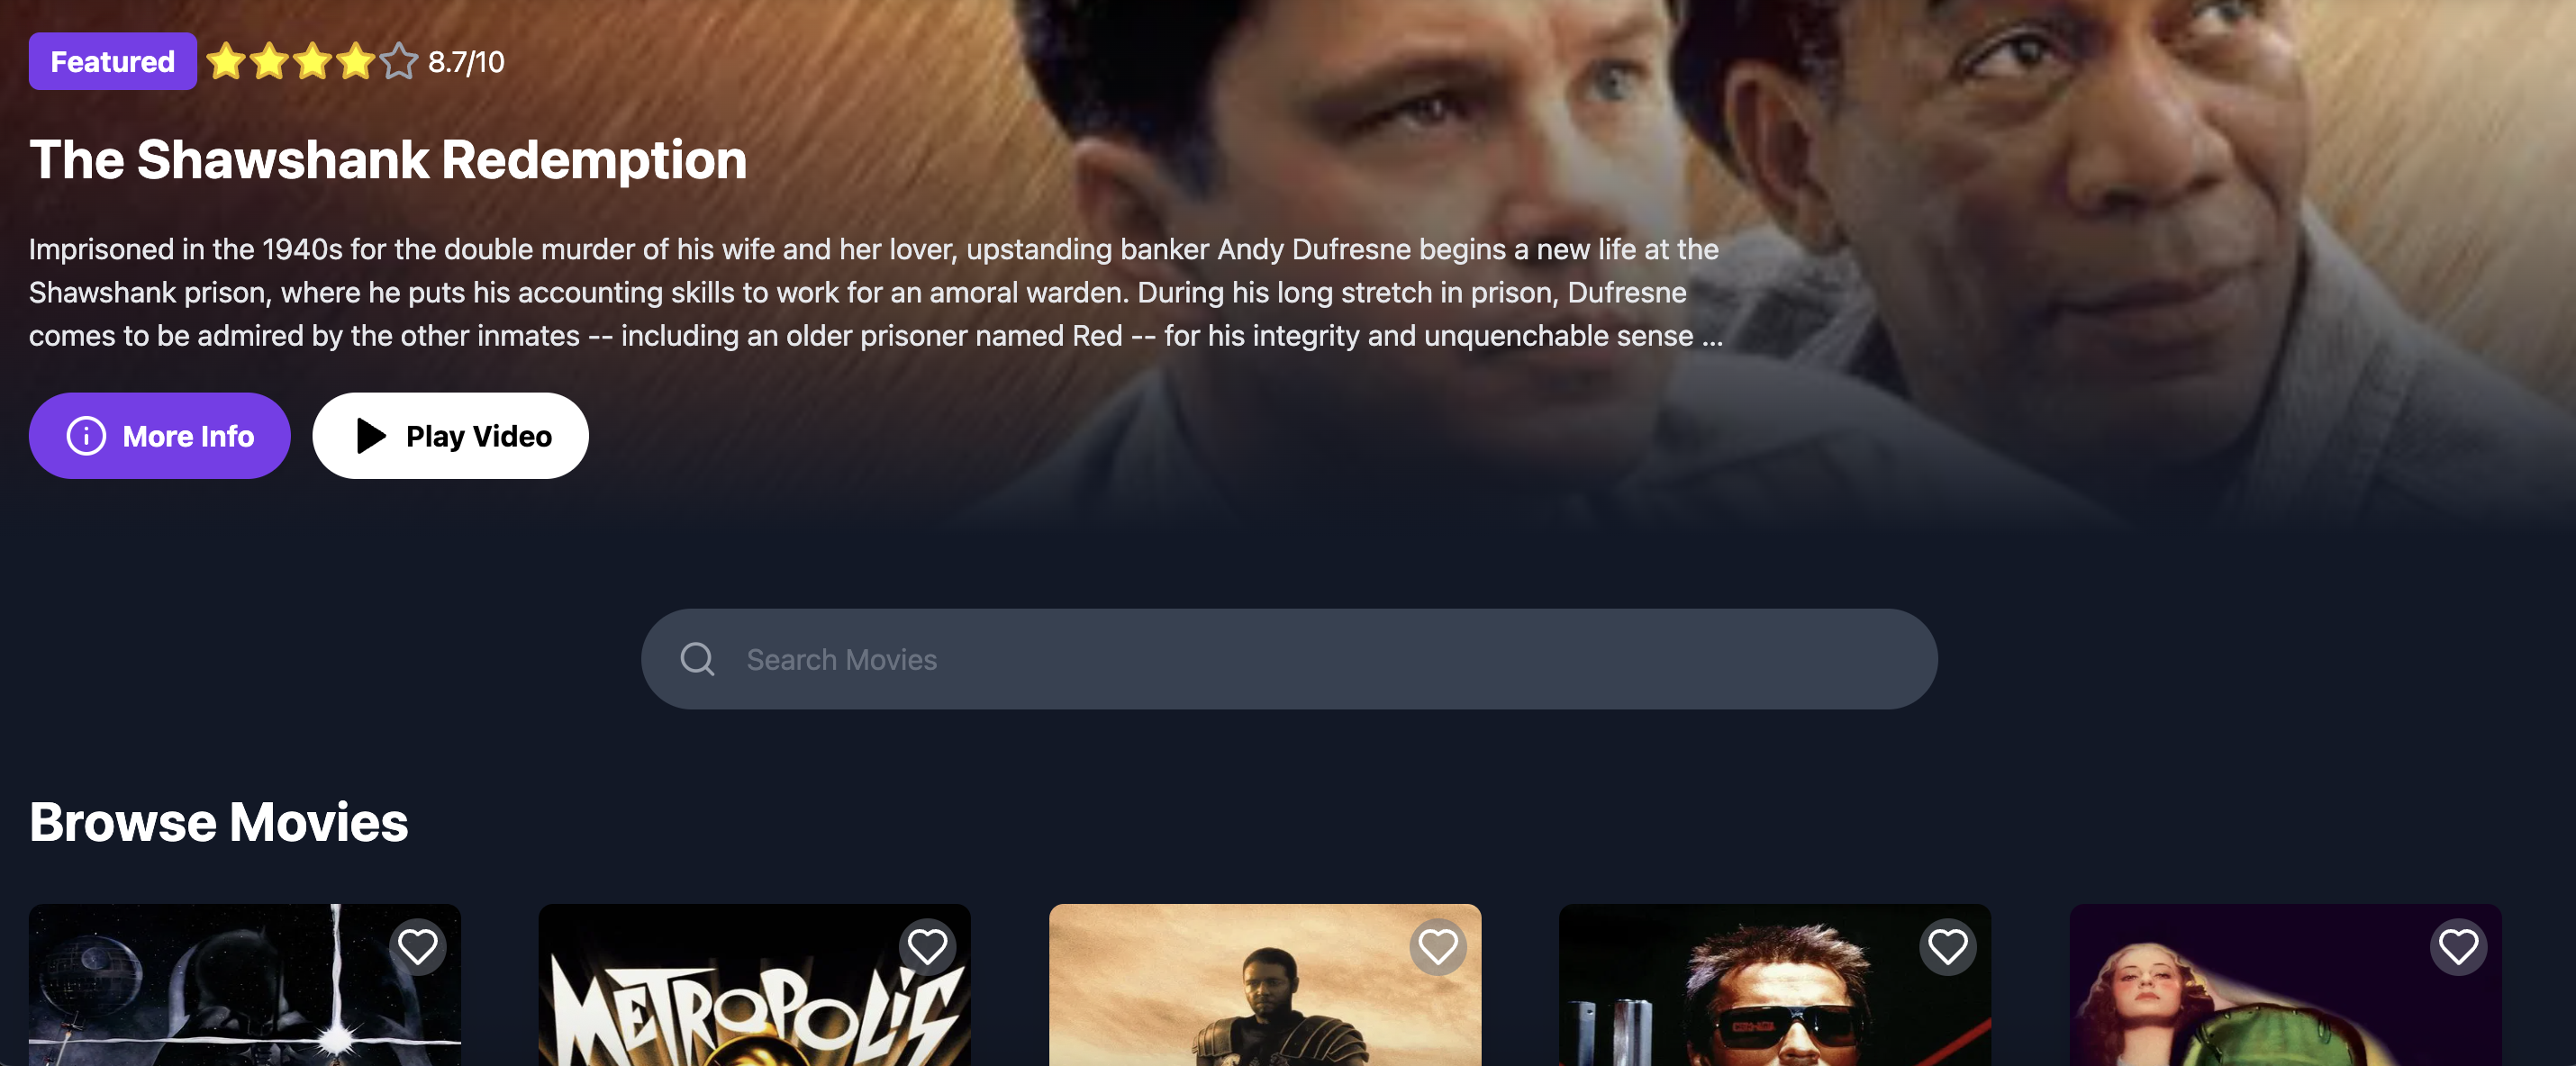 Featured 8.7/10
The Shawshank Redemption
Imprisoned in the 1940s for the double murder of his wife and her lover, upstanding banker Andy Dufresne begins a new life at the
Shawshank prison, where he puts his accounting skills to work for an amoral warden. During his long stretch in prison, Dufresne
comes to be admired by the other inmates -- including an older prisoner named Red -- for his integrity and unquenchable sense ...
More Info Play Video
Search Movies
Browse Movies
METROPOLIS